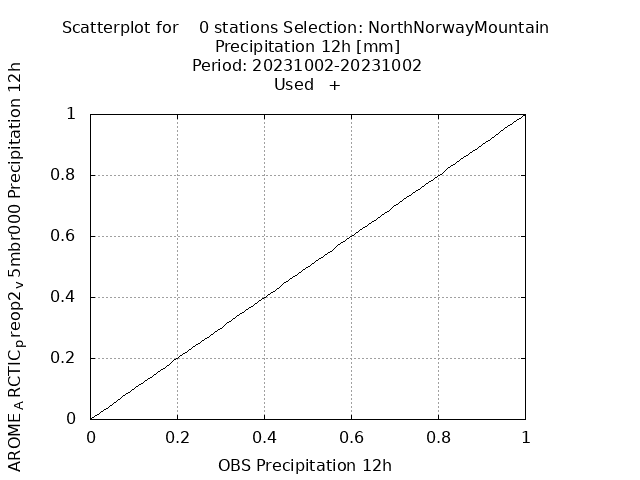 Scatterplot for    0 stations Selection: NorthNorwayMountain
Precipitation 12h [mm]
Period: 20231002-20231002
Used   +
AROME_ARCTIC_preop2_v5mbr000 Precipitation 12h
1
0.8
0.6
0.4
0.2
0
0 0.2 0.4 0.6 0.8 1
OBS Precipitation 12h